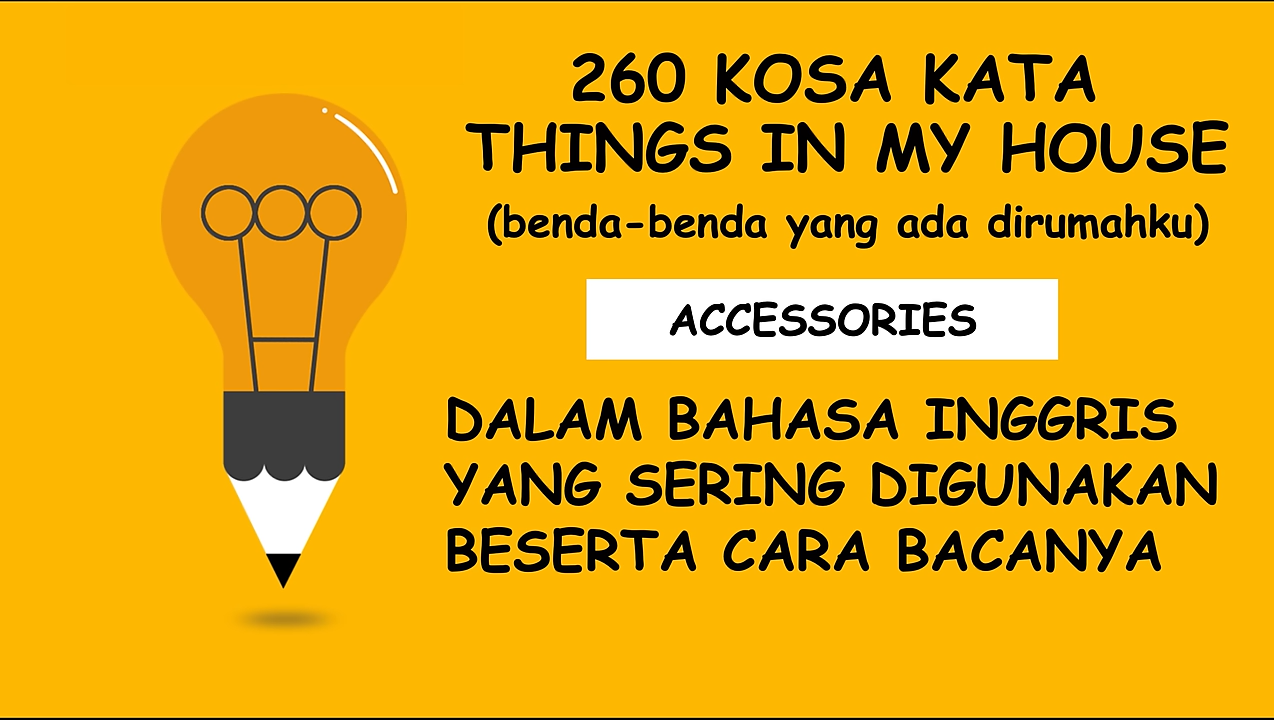 260 KOSA KATA
THINGS IN MY HOUSE
(benda-benda yang ada dirumahku)
ACCESSORIES
DALAM BAHASA INGGRIS
YANG SERING DIGUNAKAN
BESERTA CARA BACANYA